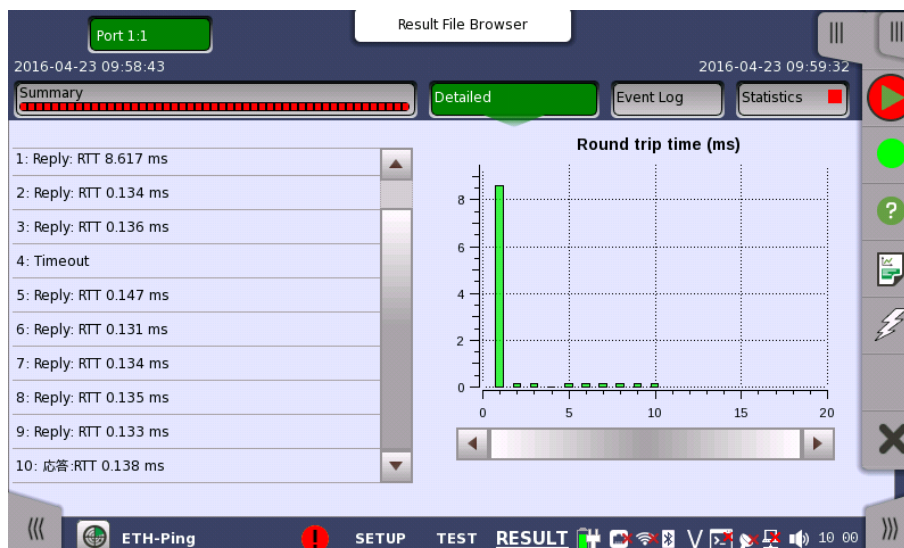 Port 1:1
Result File Browser
2016-04-23 09:58:43
2016-04-23 09:59:32
Summary
Detailed
Event Log
Statistics
1: Reply: RTT 8.617 ms
2: Reply: RTT 0.134 ms
3: Reply: RTT 0.136 ms
4: Timeout
5: Reply: RTT 0.147 ms
6: Reply: RTT 0.131 ms
7: Reply: RTT 0.134 ms
8: Reply: RTT 0.135 ms
9: Reply: RTT 0.133 ms
10: 応答:RTT 0.138 ms
Round trip time (ms)
8
6
4
2
0
0 5 10 15 20
ETH-Ping
SETUP TEST RESULT 10 00